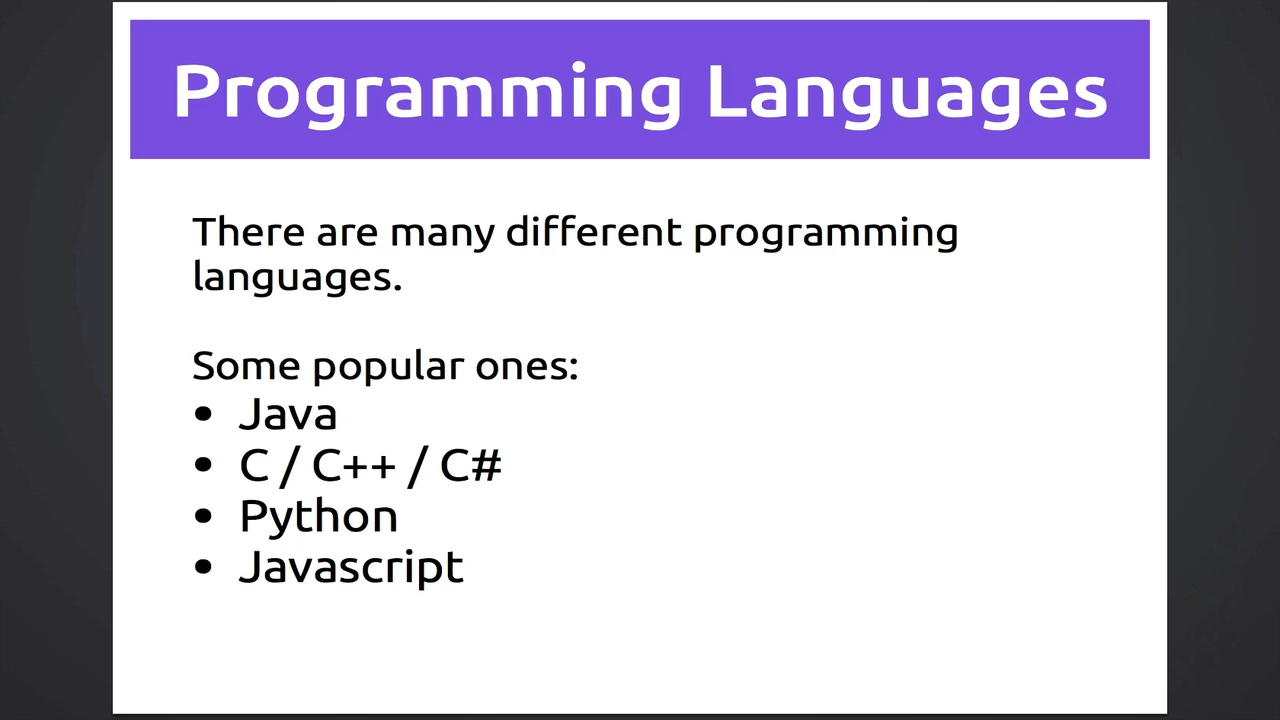 Programming Languages
There are many different programming
languages.
Some popular ones:
• Java
• C / C++ / C#
• Python
• Javascript